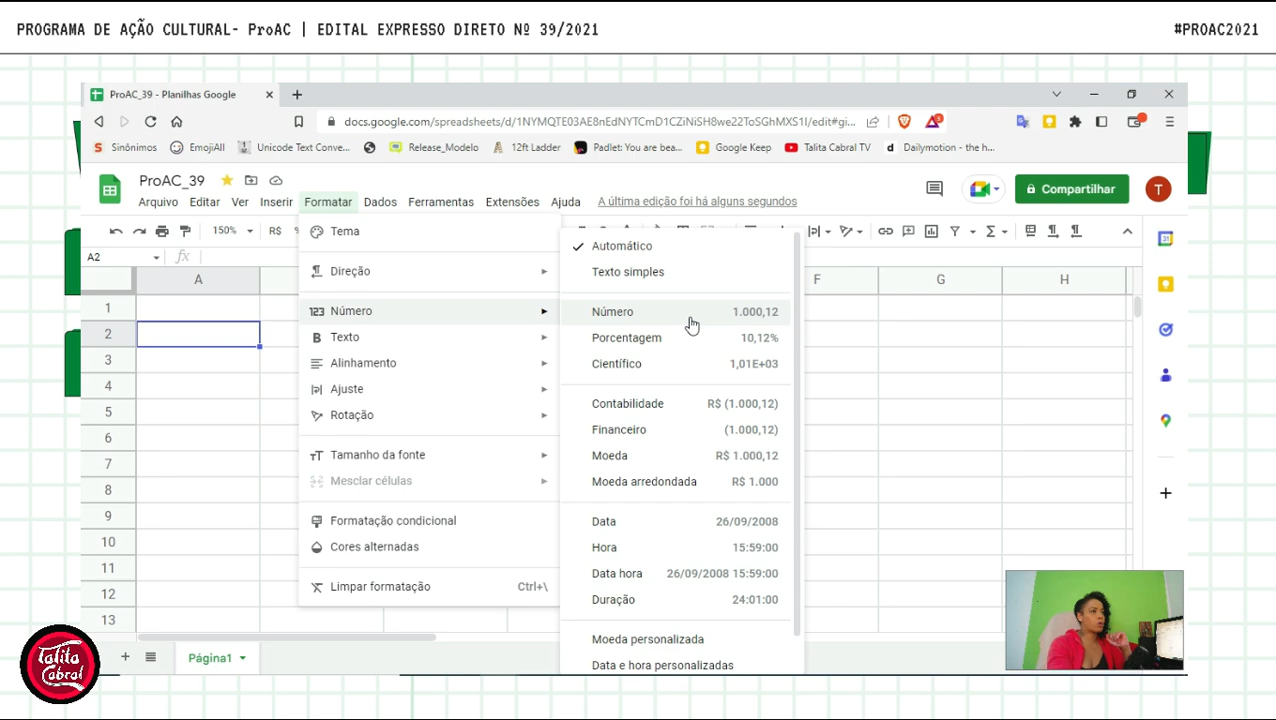 PROGRAMA DE AÇÃO CULTURAL- ProAC | EDITAL EXPRESSO DIRETO Nº 39/2021
#PROAC2021
ProAC_39 - Planilhas Google
docs.google.com/spreadsheets/d/1NYMQTE03AE8nEdNYTCmD1CZiNiSH8we22ToSGhMXS1I/edit#gi...
Sinônimos
EmojiAll
Unicode Text Conve...
Release_Modelo
12ft Ladder
Padlet: You are bea...
Google Keep
Talita Cabral TV
Dailymotion - the h...
ProAC_39
Compartilhar
T
Arquivo Editar Ver Inserir Formatar Dados Ferramentas Extensões Ajuda A última edição foi há alguns segundos
150% R$ %
A2
fx
A F G H
1
2
3
4
5
6
7
8
9
10
11
12
13
Tema
Direção
123 Número
B Texto
Alinhamento
Ajuste
Rotação
Tamanho da fonte
Mesclar células
Formatação condicional
Cores alternadas
Limpar formatação Ctrl+\
Automático
Texto simples
Número 1.000,12
Porcentagem 10,12%
Científico 1,01E+03
Contabilidade R$ (1.000,12)
Financeiro (1.000,12)
Moeda R$ 1.000,12
Moeda arredondada R$ 1.000
Data 26/09/2008
Hora 15:59:00
Data hora 26/09/2008 15:59:00
Duração 24:01:00
Moeda personalizada
Data e hora personalizadas
Página1
Talita
Cabral